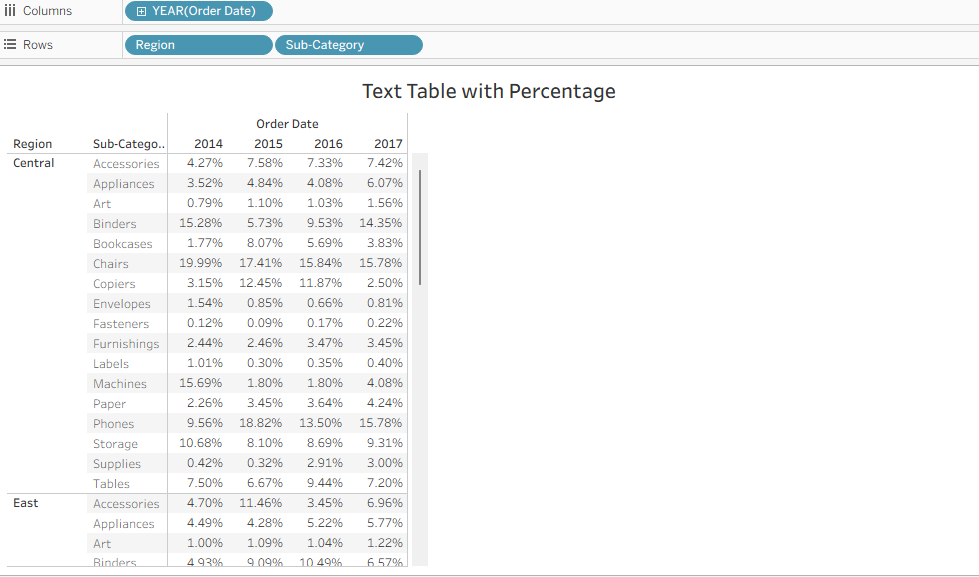 Columns YEAR(Order Date)
Rows Region Sub-Category
Text Table with Percentage
Order Date
Region Sub-Catego.. 2014 2015 2016 2017
Central Accessories 4.27% 7.58% 7.33% 7.42%
Appliances 3.52% 4.84% 4.08% 6.07%
Art 0.79% 1.10% 1.03% 1.56%
Binders 15.28% 5.73% 9.53% 14.35%
Bookcases 1.77% 8.07% 5.69% 3.83%
Chairs 19.99% 17.41% 15.84% 15.78%
Copiers 3.15% 12.45% 11.87% 2.50%
Envelopes 1.54% 0.85% 0.66% 0.81%
Fasteners 0.12% 0.09% 0.17% 0.22%
Furnishings 2.44% 2.46% 3.47% 3.45%
Labels 1.01% 0.30% 0.35% 0.40%
Machines 15.69% 1.80% 1.80% 4.08%
Paper 2.26% 3.45% 3.64% 4.24%
Phones 9.56% 18.82% 13.50% 15.78%
Storage 10.68% 8.10% 8.69% 9.31%
Supplies 0.42% 0.32% 2.91% 3.00%
Tables 7.50% 6.67% 9.44% 7.20%
East Accessories 4.70% 11.46% 3.45% 6.96%
Appliances 4.49% 4.28% 5.22% 5.77%
Art 1.00% 1.09% 1.04% 1.22%
Binders 4.93% 9.09% 10.49% 6.57%